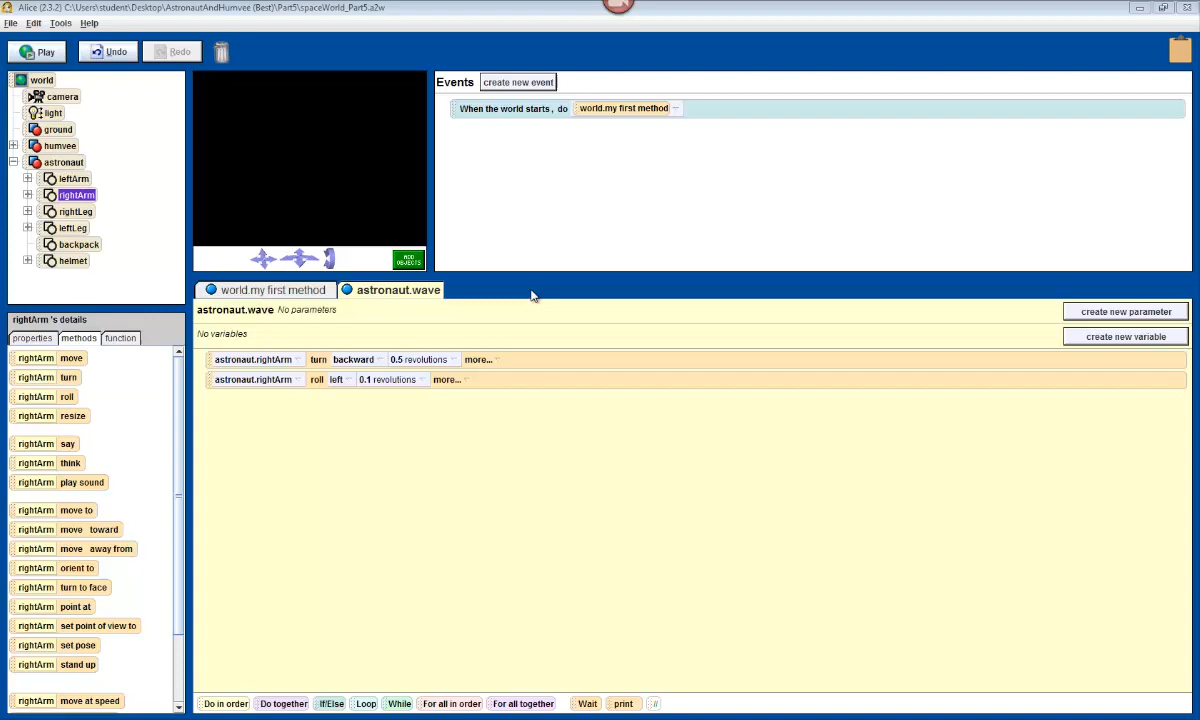 Alice (2.3.2) C:\Users\student\Desktop\AstronautAndHumvee (Best)\Part5\spaceWorld_Part5.a2w
File Edit Tools Help
Play Undo Redo
world
camera
light
ground
humvee
astronaut
leftArm
rightArm
rightLeg
leftLeg
backpack
helmet
ADD OBJECTS
Events create new event
When the world starts, do world.my first method
rightArm 's details
properties methods function
rightArm move
rightArm turn
rightArm roll
rightArm resize
rightArm say
rightArm think
rightArm play sound
rightArm move to
rightArm move toward
rightArm move away from
rightArm orient to
rightArm turn to face
rightArm point at
rightArm set point of view to
rightArm set pose
rightArm stand up
rightArm move at speed
world.my first method astronaut.wave
astronaut.wave No parameters create new parameter
No variables create new variable
astronaut.rightArm turn backward 0.5 revolutions more...
astronaut.rightArm roll left 0.1 revolutions more...
Do in order Do together If/Else Loop While For all in order For all together Wait print //